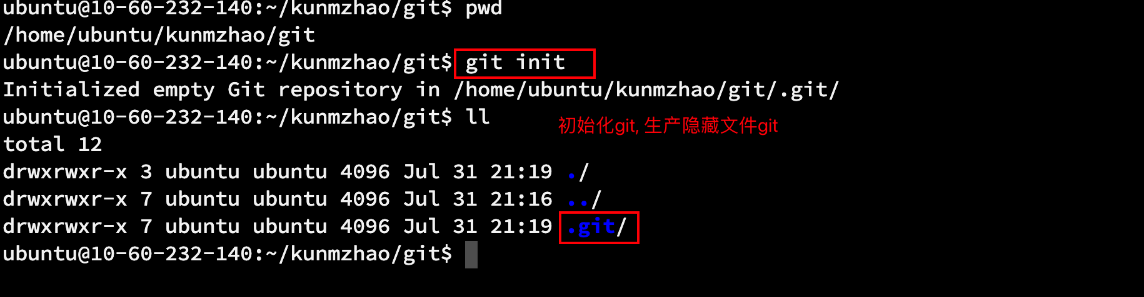 ubuntu@10-60-232-140:~/kunmzhao/git$ pwd
/home/ubuntu/kunmzhao/git
ubuntu@10-60-232-140:~/kunmzhao/git$ git init
Initialized empty Git repository in /home/ubuntu/kunmzhao/git/.git/
ubuntu@10-60-232-140:~/kunmzhao/git$ ll
初始化git, 生产隐藏文件git
total 12
drwxrwxr-x 3 ubuntu ubuntu 4096 Jul 31 21:19 ./
drwxrwxr-x 7 ubuntu ubuntu 4096 Jul 31 21:16 ../
drwxrwxr-x 7 ubuntu ubuntu 4096 Jul 31 21:19 .git/
ubuntu@10-60-232-140:~/kunmzhao/git$